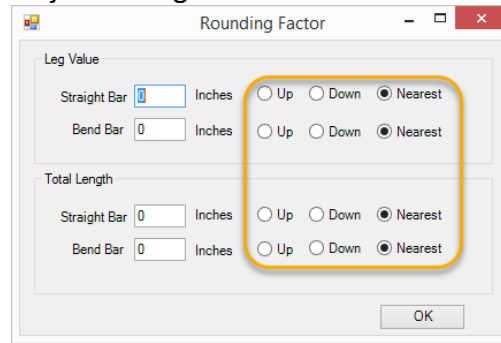 Rounding Factor
Leg Value
Straight Bar 0 Inches Up Down Nearest
Bend Bar 0 Inches Up Down Nearest
Total Length
Straight Bar 0 Inches Up Down Nearest
Bend Bar 0 Inches Up Down Nearest
OK